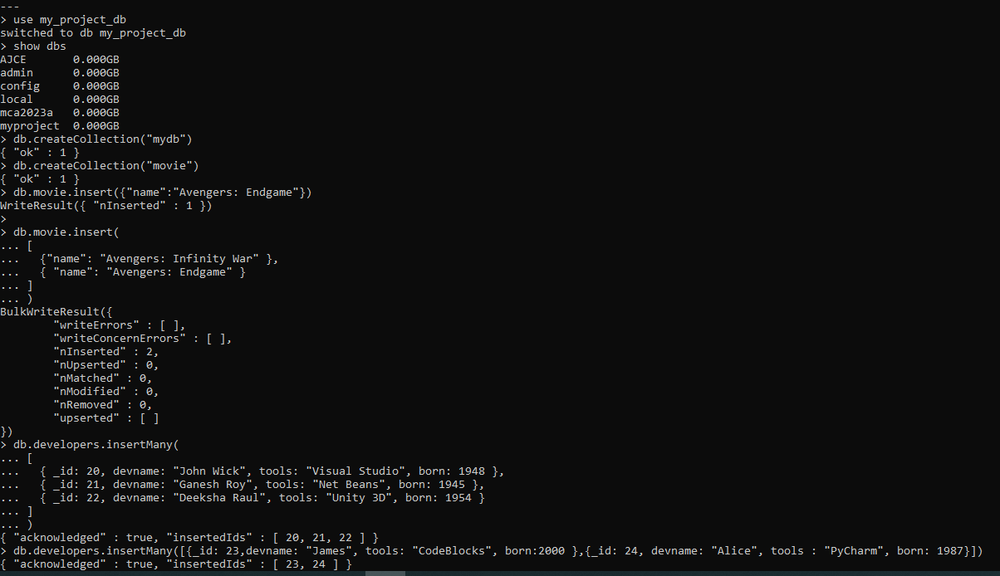 ---
> use my_project_db
switched to db my_project_db
> show dbs
AJCE       0.000GB
admin      0.000GB
config     0.000GB
local      0.000GB
mca2023a   0.000GB
myproject  0.000GB
> db.createCollection("mydb")
{ "ok" : 1 }
> db.createCollection("movie")
{ "ok" : 1 }
> db.movie.insert({"name":"Avengers: Endgame"})
WriteResult({ "nInserted" : 1 })
>
> db.movie.insert(
... [
...   {"name": "Avengers: Infinity War" },
...   { "name": "Avengers: Endgame" }
... ]
... )
BulkWriteResult({
        "writeErrors" : [ ],
        "writeConcernErrors" : [ ],
        "nInserted" : 2,
        "nUpserted" : 0,
        "nMatched" : 0,
        "nModified" : 0,
        "nRemoved" : 0,
        "upserted" : [ ]
})
> db.developers.insertMany(
... [
...   { _id: 20, devname: "John Wick", tools: "Visual Studio", born: 1948 },
...   { _id: 21, devname: "Ganesh Roy", tools: "Net Beans", born: 1945 },
...   { _id: 22, devname: "Deeksha Raul", tools: "Unity 3D", born: 1954 }
... ]
... )
{ "acknowledged" : true, "insertedIds" : [ 20, 21, 22 ] }
> db.developers.insertMany([{_id: 23,devname: "James", tools: "CodeBlocks", born:2000 },{_id: 24, devname: "Alice", tools : "PyCharm", born: 1987}])
{ "acknowledged" : true, "insertedIds" : [ 23, 24 ] }